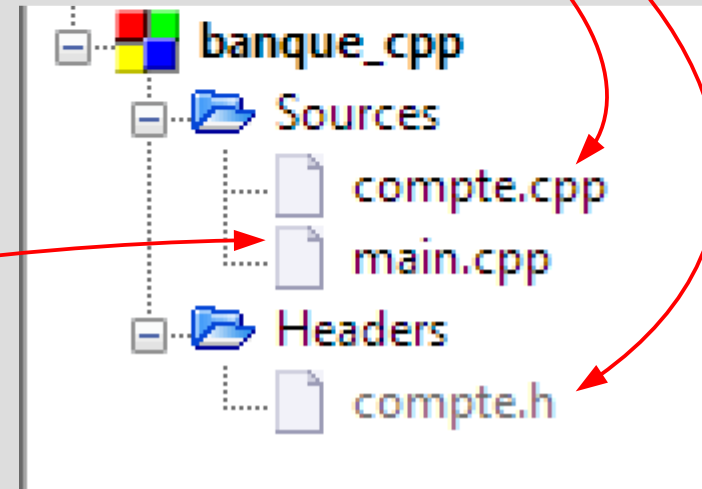 banque_cpp
Sources
compte.cpp
main.cpp
Headers
compte.h